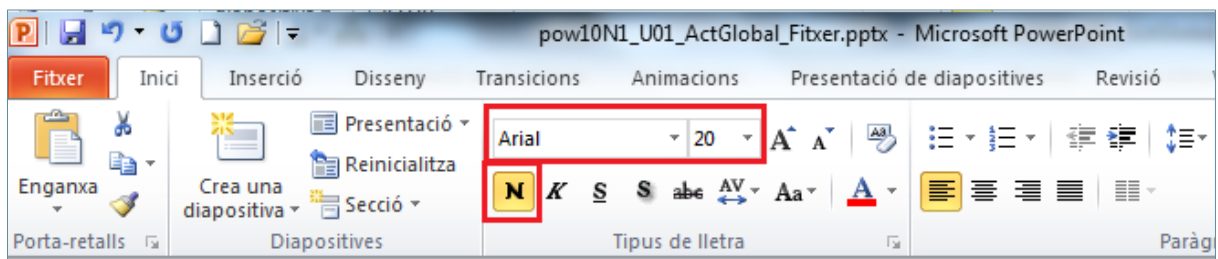 pow10N1_U01_ActGlobal_Fitxer.pptx - Microsoft PowerPoint
Fitxer Inici Inserció Disseny Transicions Animacions Presentació de diapositives Revisió
Enganxa
Crea una diapositiva
Presentació
Reinicialitza
Secció
Arial 20 A A Aa
N K S S abc AV Aa A
Porta-retalls Diapositives Tipus de lletra